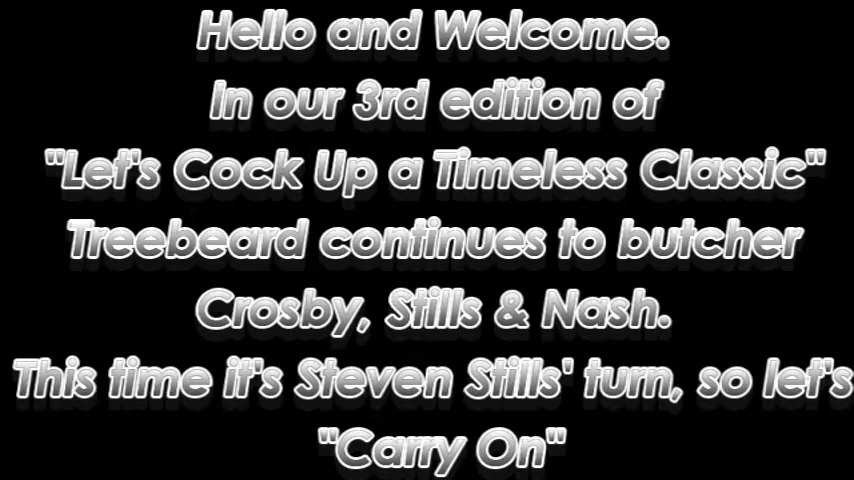 Hello and Welcome.
In our 3rd edition of
"Let's Cock Up a Timeless Classic"
Treebeard continues to butcher
Crosby, Stills & Nash.
This time it's Steven Stills' turn, so let's
"Carry On"